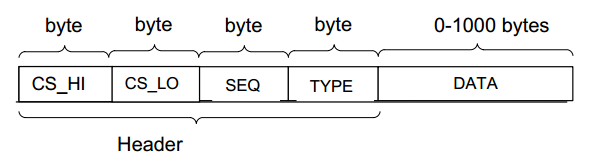 byte byte byte byte 0-1000 bytes
CS_HI CS_LO SEQ TYPE DATA
Header